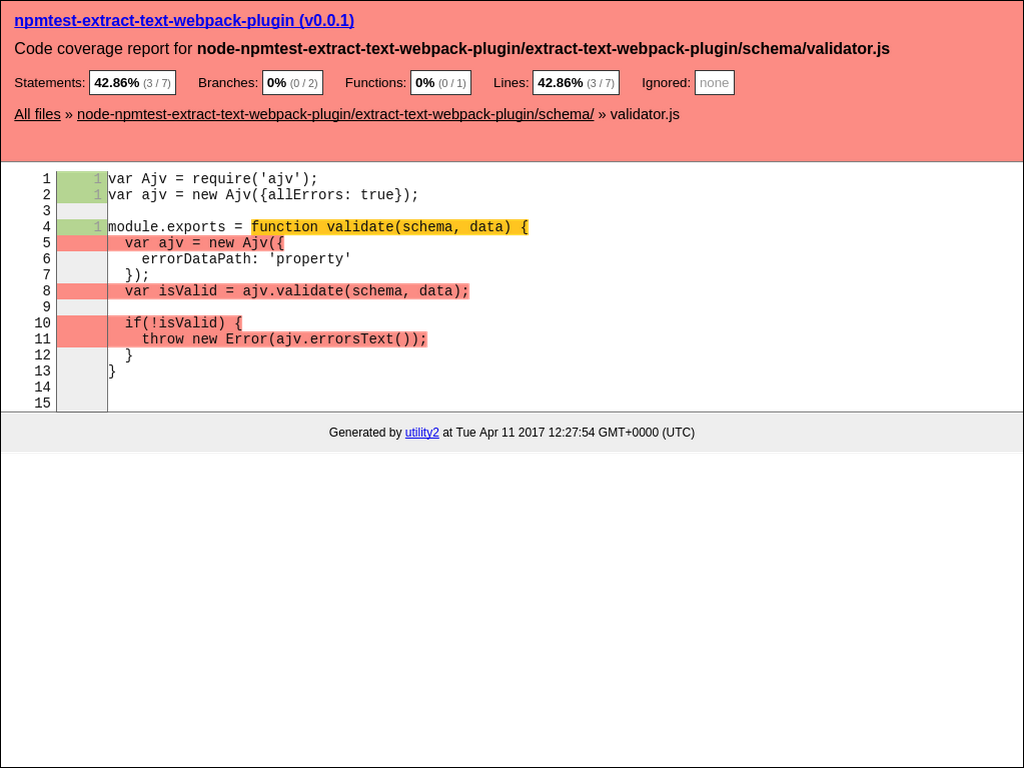 npmtest-extract-text-webpack-plugin (v0.0.1)
Code coverage report for node-npmtest-extract-text-webpack-plugin/extract-text-webpack-plugin/schema/validator.js
Statements: 42.86% (3 / 7) Branches: 0% (0 / 2) Functions: 0% (0 / 1) Lines: 42.86% (3 / 7) Ignored: none
All files » node-npmtest-extract-text-webpack-plugin/extract-text-webpack-plugin/schema/ » validator.js
1 1 var Ajv = require('ajv');
2 1 var ajv = new Ajv({allErrors: true});
3
4 1 module.exports = function validate(schema, data) {
5   var ajv = new Ajv({
6     errorDataPath: 'property'
7   });
8   var isValid = ajv.validate(schema, data);
9
10   if(!isValid) {
11     throw new Error(ajv.errorsText());
12   }
13 }
14
15
Generated by utility2 at Tue Apr 11 2017 12:27:54 GMT+0000 (UTC)